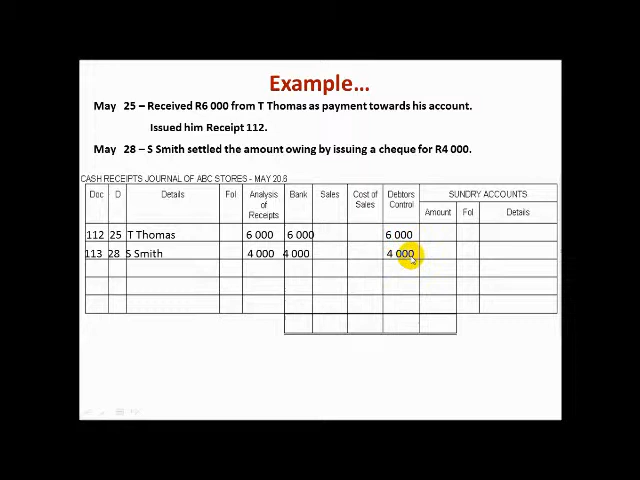 Example...
May 25 – Received R6 000 from T Thomas as payment towards his account.
Issued him Receipt 112.
May 28 – S Smith settled the amount owing by issuing a cheque for R4 000.
CASH RECEIPTS JOURNAL OF ABC STORES - MAY 20.6
Doc D Details Fol Analysis of Receipts Bank Sales Cost of Sales Debtors Control SUNDRY ACCOUNTS
Amount Fol Details
112 25 T Thomas 6 000 6 000 6 000
113 28 S Smith 4 000 4 000 4 000